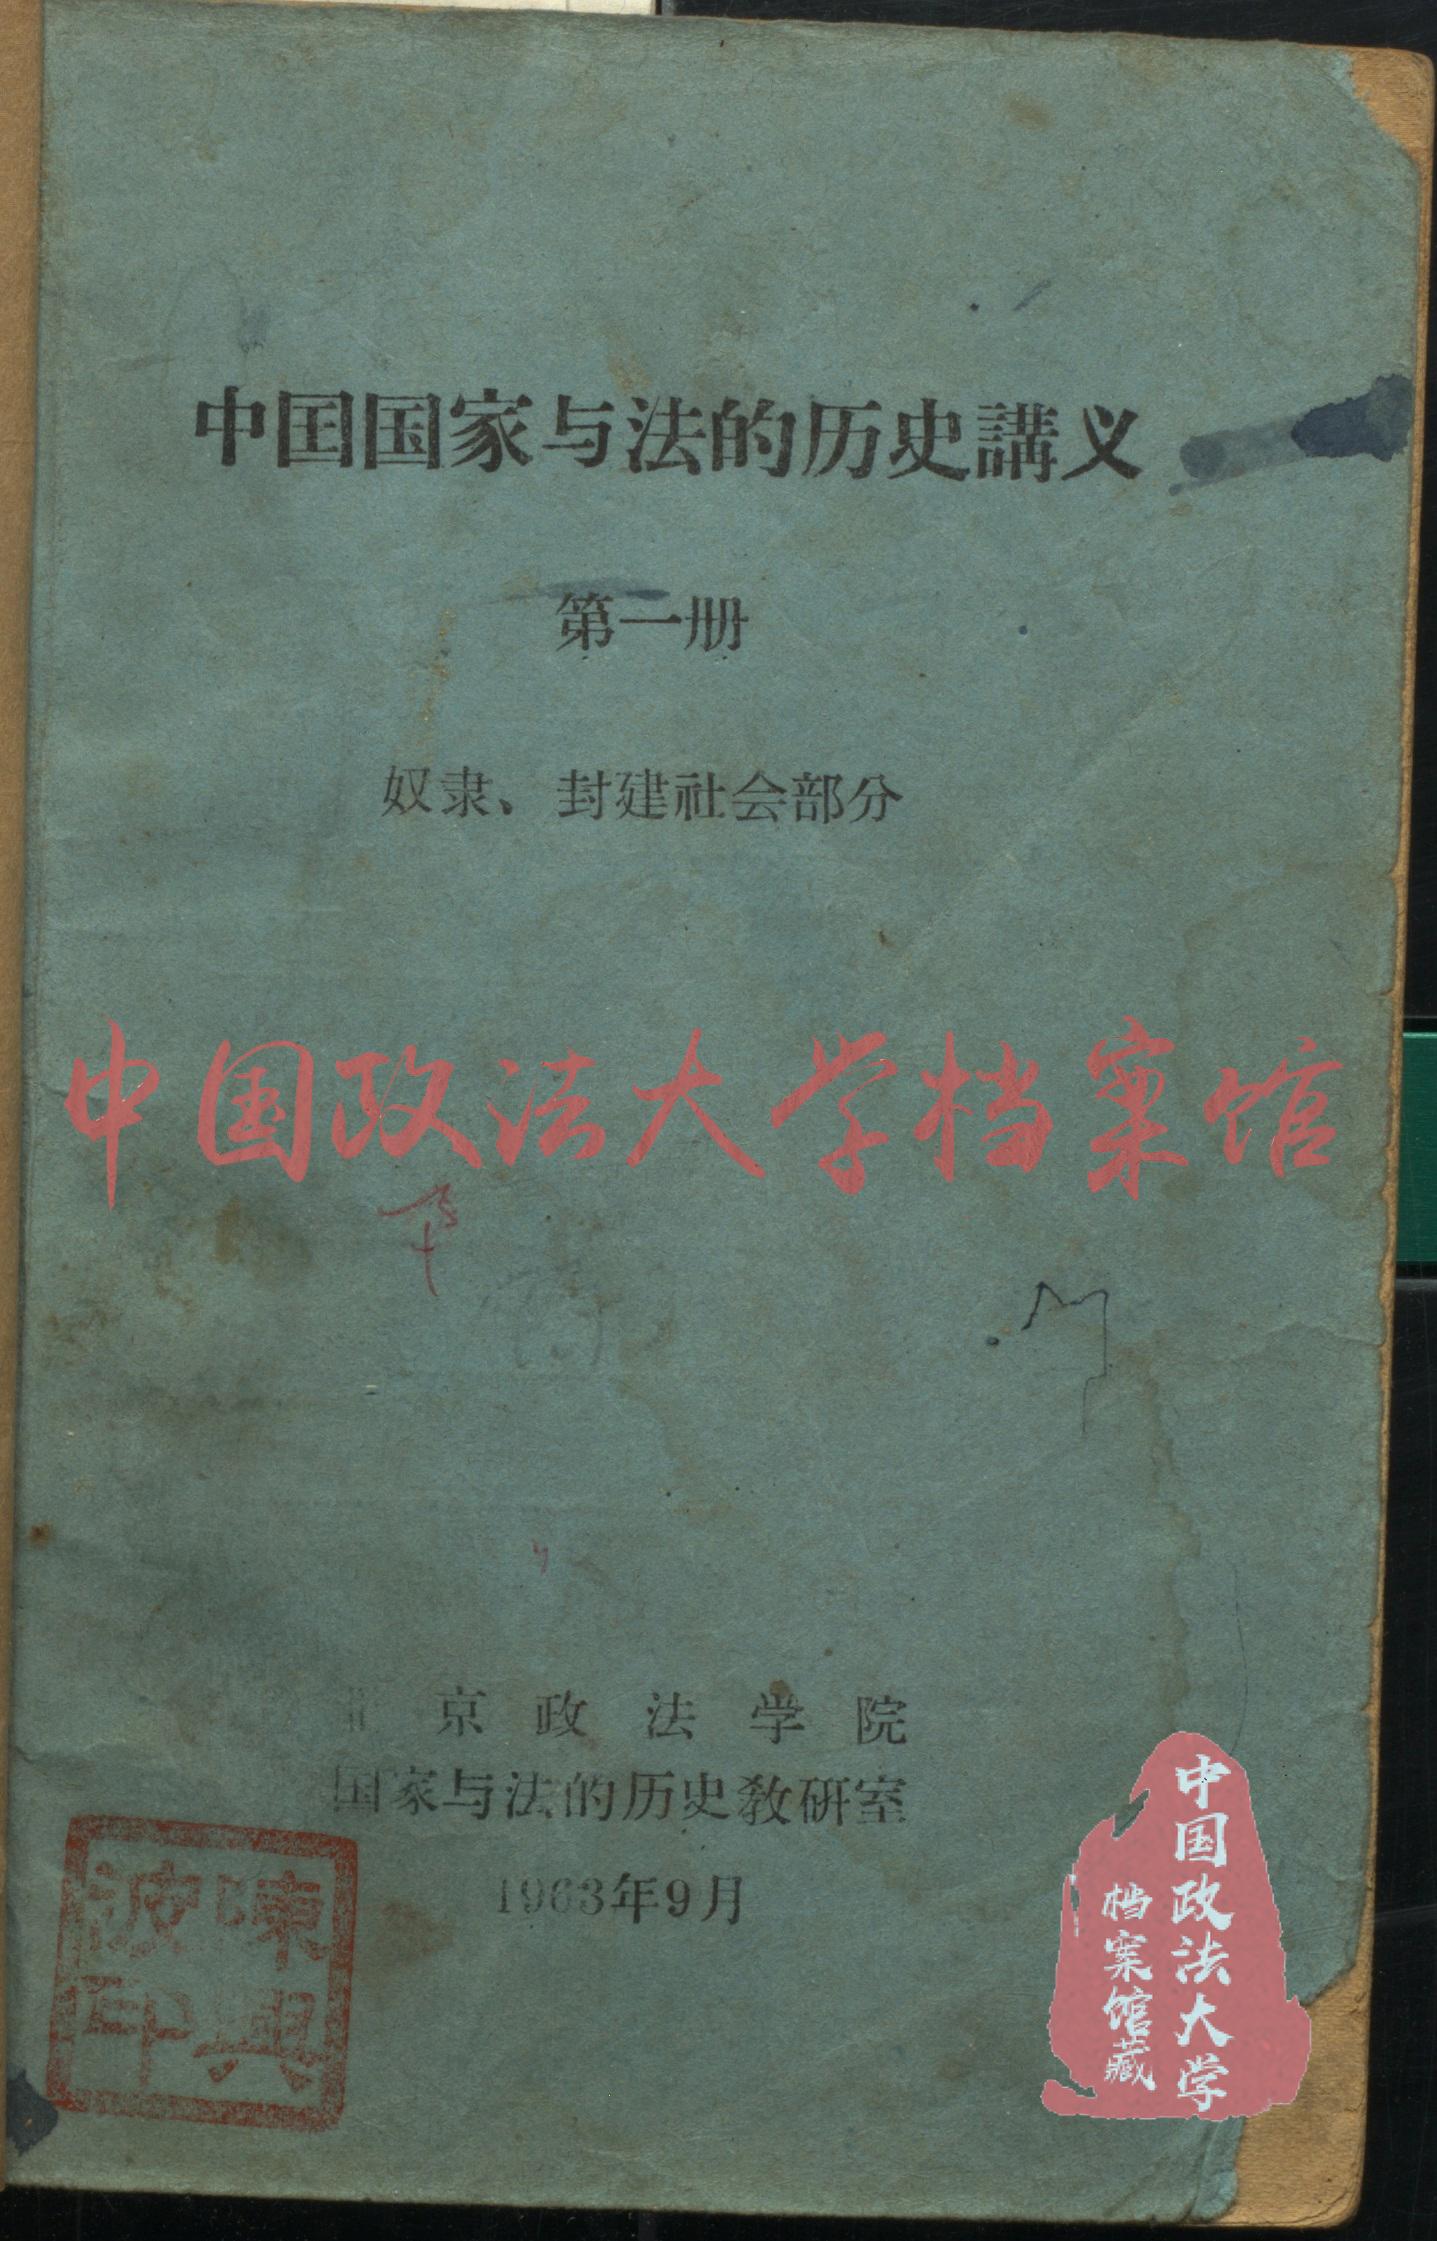 中国国家与法的历史講义
第一册
奴隶、封建社会部分
中国政法大学档案馆
北京政法学院
国家与法的历史教研室
1963年9月
陳興
波印
中国政法大学
档案馆藏